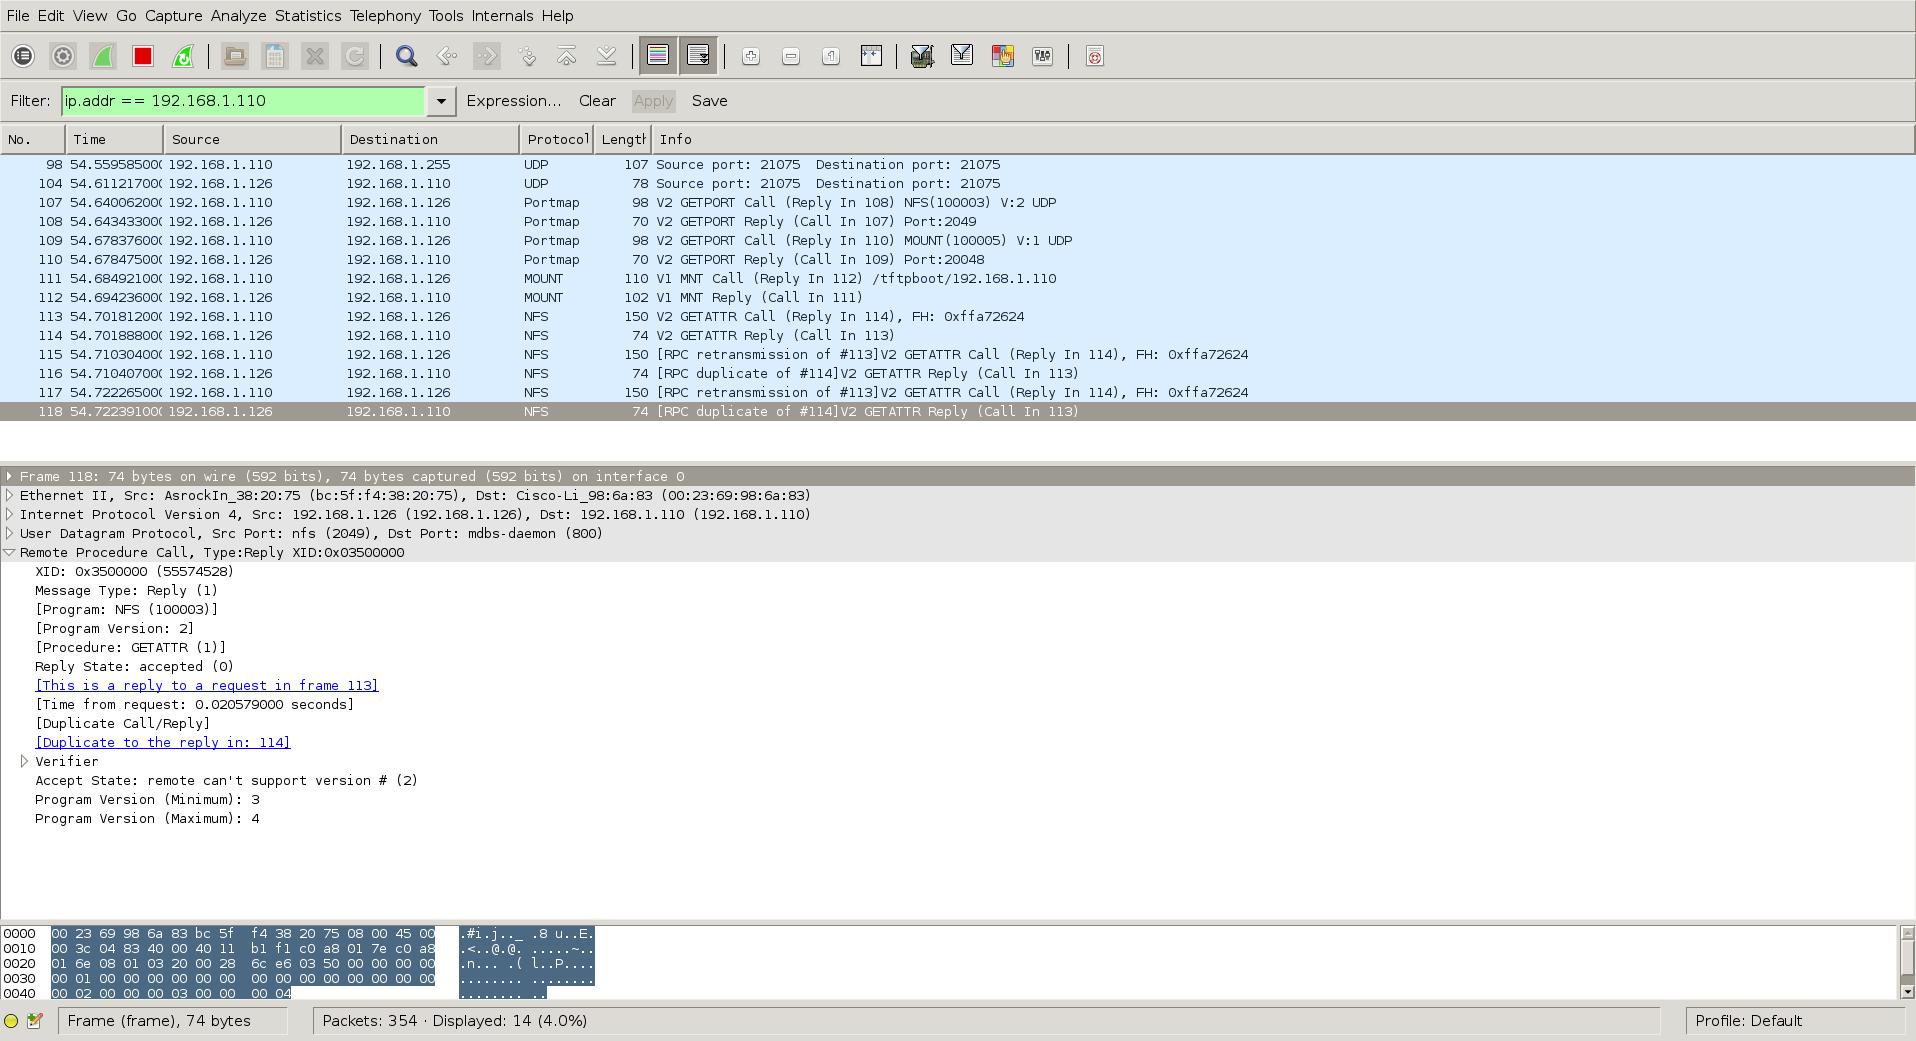 File Edit View Go Capture Analyze Statistics Telephony Tools Internals Help
Filter: ip.addr == 192.168.1.110 Expression... Clear Apply Save
No. Time Source Destination Protocol Length Info
98 54.559585000 192.168.1.110 192.168.1.255 UDP 107 Source port: 21075 Destination port: 21075
104 54.611217000 192.168.1.126 192.168.1.110 UDP 78 Source port: 21075 Destination port: 21075
107 54.640062000 192.168.1.110 192.168.1.126 Portmap 98 V2 GETPORT Call (Reply In 108) NFS(100003) V:2 UDP
108 54.643433000 192.168.1.126 192.168.1.110 Portmap 70 V2 GETPORT Reply (Call In 107) Port:2049
109 54.678376000 192.168.1.110 192.168.1.126 Portmap 98 V2 GETPORT Call (Reply In 110) MOUNT(100005) V:1 UDP
110 54.678475000 192.168.1.126 192.168.1.110 Portmap 70 V2 GETPORT Reply (Call In 109) Port:20048
111 54.684921000 192.168.1.110 192.168.1.126 MOUNT 110 V1 MNT Call (Reply In 112) /tftpboot/192.168.1.110
112 54.694236000 192.168.1.126 192.168.1.110 MOUNT 102 V1 MNT Reply (Call In 111)
113 54.701812000 192.168.1.110 192.168.1.126 NFS 150 V2 GETATTR Call (Reply In 114), FH: 0xffa72624
114 54.701888000 192.168.1.126 192.168.1.110 NFS 74 V2 GETATTR Reply (Call In 113)
115 54.710304000 192.168.1.110 192.168.1.126 NFS 150 [RPC retransmission of #113]V2 GETATTR Call (Reply In 114), FH: 0xffa72624
116 54.710407000 192.168.1.126 192.168.1.110 NFS 74 [RPC duplicate of #114]V2 GETATTR Reply (Call In 113)
117 54.722265000 192.168.1.110 192.168.1.126 NFS 150 [RPC retransmission of #113]V2 GETATTR Call (Reply In 114), FH: 0xffa72624
118 54.722391000 192.168.1.126 192.168.1.110 NFS 74 [RPC duplicate of #114]V2 GETATTR Reply (Call In 113)
Frame 118: 74 bytes on wire (592 bits), 74 bytes captured (592 bits) on interface 0
Ethernet II, Src: AsrockIn_38:20:75 (bc:5f:f4:38:20:75), Dst: Cisco-Li_98:6a:83 (00:23:69:98:6a:83)
Internet Protocol Version 4, Src: 192.168.1.126 (192.168.1.126), Dst: 192.168.1.110 (192.168.1.110)
User Datagram Protocol, Src Port: nfs (2049), Dst Port: mdbs-daemon (800)
Remote Procedure Call, Type:Reply XID:0x03500000
XID: 0x3500000 (55574528)
Message Type: Reply (1)
[Program: NFS (100003)]
[Program Version: 2]
[Procedure: GETATTR (1)]
Reply State: accepted (0)
[This is a reply to a request in frame 113]
[Time from request: 0.020579000 seconds]
[Duplicate Call/Reply]
[Duplicate to the reply in: 114]
Verifier
Accept State: remote can't support version # (2)
Program Version (Minimum): 3
Program Version (Maximum): 4
0000 00 23 69 98 6a 83 bc 5f f4 38 20 75 08 00 45 00 .#i.j.._ .8 u..E.
0010 00 3c 04 83 40 00 40 11 b1 f1 c0 a8 01 7e c0 a8 .<..@.@. .....~..
0020 01 6e 08 01 03 20 00 28 6c e6 03 50 00 00 00 00 .n... .( l..P....
0030 00 01 00 00 00 00 00 00 00 00 00 00 00 00 00 00 ........ ........
0040 00 02 00 00 00 03 00 00 00 04 ........ ..
Frame (frame), 74 bytes Packets: 354 · Displayed: 14 (4.0%) Profile: Default